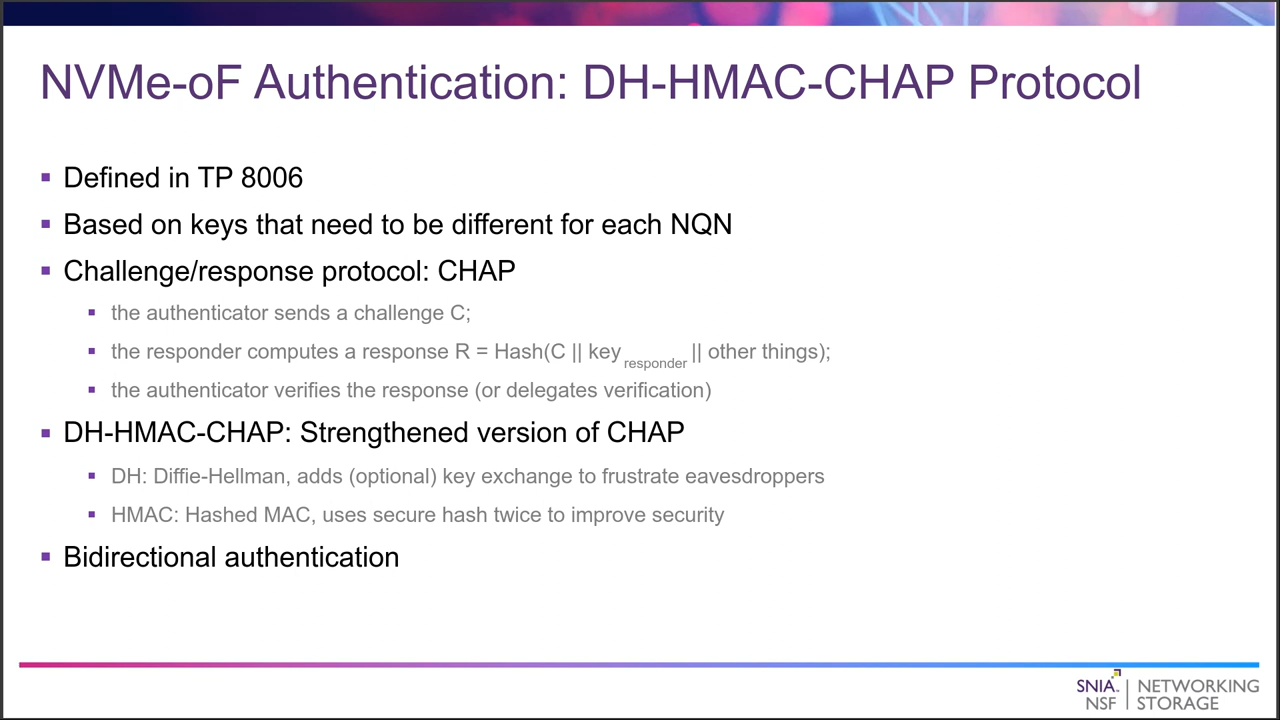 NVMe-oF Authentication: DH-HMAC-CHAP Protocol
▪ Defined in TP 8006
▪ Based on keys that need to be different for each NQN
▪ Challenge/response protocol: CHAP
▪ the authenticator sends a challenge C;
▪ the responder computes a response R = Hash(C || key responder || other things);
▪ the authenticator verifies the response (or delegates verification)
▪ DH-HMAC-CHAP: Strengthened version of CHAP
▪ DH: Diffie-Hellman, adds (optional) key exchange to frustrate eavesdroppers
▪ HMAC: Hashed MAC, uses secure hash twice to improve security
▪ Bidirectional authentication
SNIA | NETWORKING
NSF | STORAGE